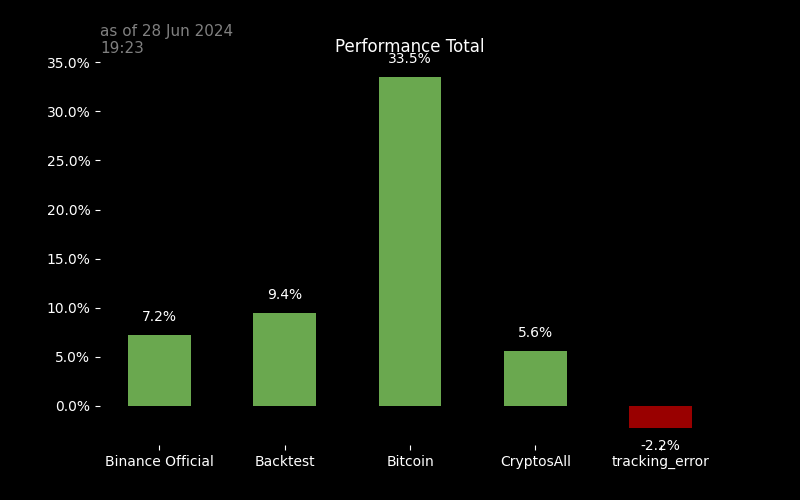 as of 28 Jun 2024
19:23
Performance Total
35.0%
30.0%
25.0%
20.0%
15.0%
10.0%
5.0%
0.0%
7.2%
9.4%
33.5%
5.6%
-2.2%
Binance Official
Backtest
Bitcoin
CryptosAll
tracking_error